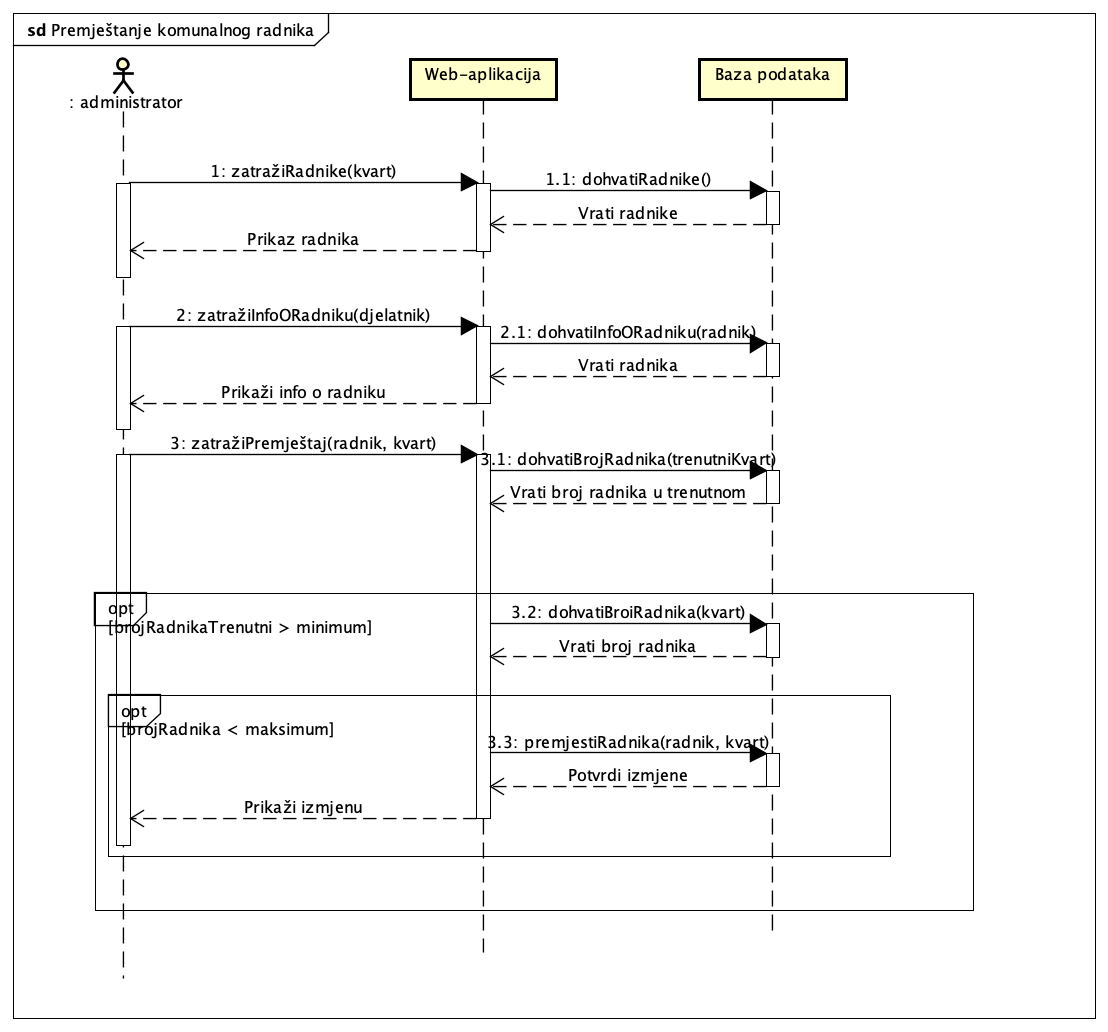 sd Premještanje komunalnog radnika
: administrator
Web-aplikacija
Baza podataka
1: zatražiRadnike(kvart)
1.1: dohvatiRadnike()
Vrati radnike
Prikaz radnika
2: zatražiInfoORadniku(djelatnik)
2.1: dohvatiInfoORadniku(radnik)
Vrati radnika
Prikaži info o radniku
3: zatražiPremještaj(radnik, kvart)
3.1: dohvatiBrojRadnika(trenutniKvart)
Vrati broj radnika u trenutnom
opt
[brojRadnikaTrenutni > minimum]
3.2: dohvatiBroiRadnika(kvart)
Vrati broj radnika
opt
[brojRadnika < maksimum]
3.3: premjestiRadnika(radnik, kvart)
Potvrdi izmjene
Prikaži izmjenu